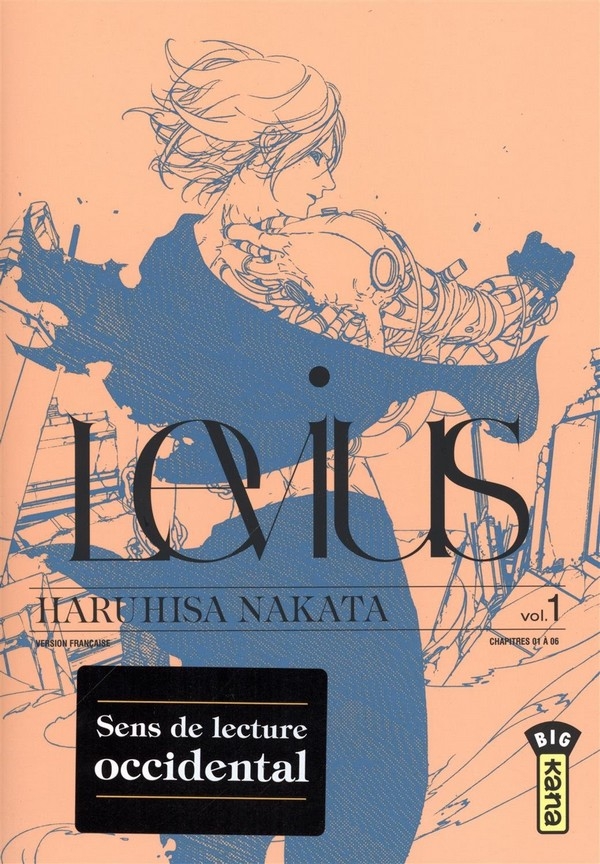 Levius
HARUHISA NAKATA
vol.1
VERSION FRANÇAISE
CHAPITRES 01 À 06
Sens de lecture
occidental
BIG
kana